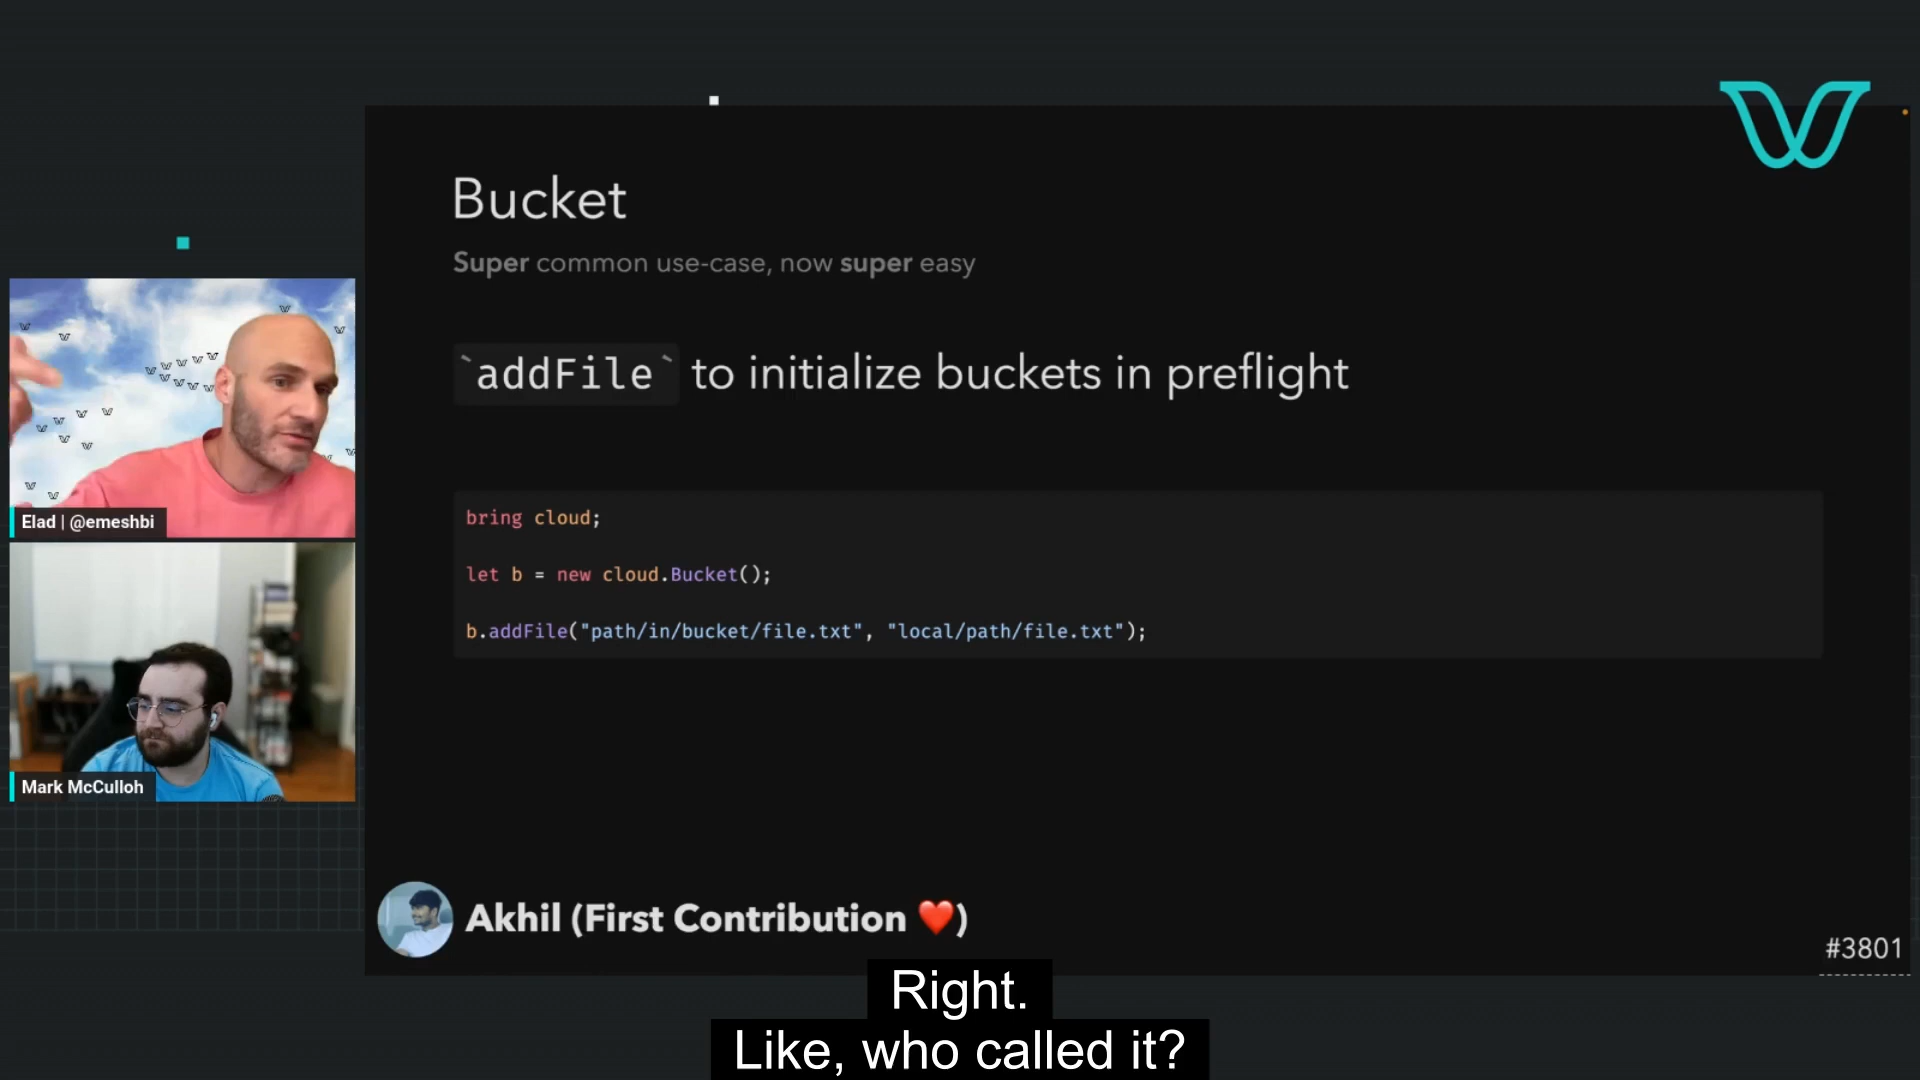 Bucket
Super common use-case, now super easy
`addFile` to initialize buckets in preflight
bring cloud;
let b = new cloud.Bucket();
b.addFile("path/in/bucket/file.txt", "local/path/file.txt");
Elad | @emeshbi
Mark McCulloh
Akhil (First Contribution ❤️)
#3801
Right.
Like, who called it?